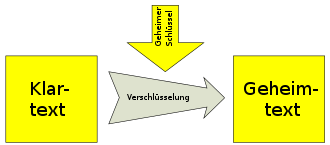 Geheimer
Schlüssel
Klar-
text
Verschlüsselung
Geheim-
text